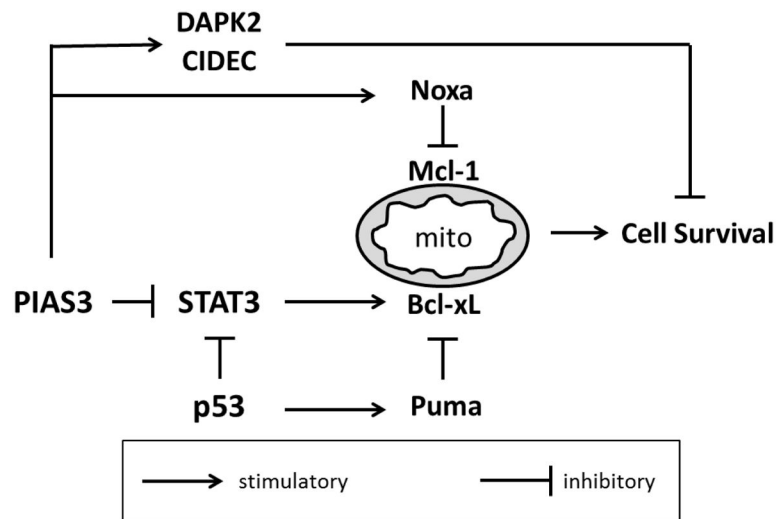 DAPK2
CIDEC
Noxa
Mcl-1
mito
Cell Survival
PIAS3
STAT3
Bcl-xL
p53
Puma
stimulatory
inhibitory